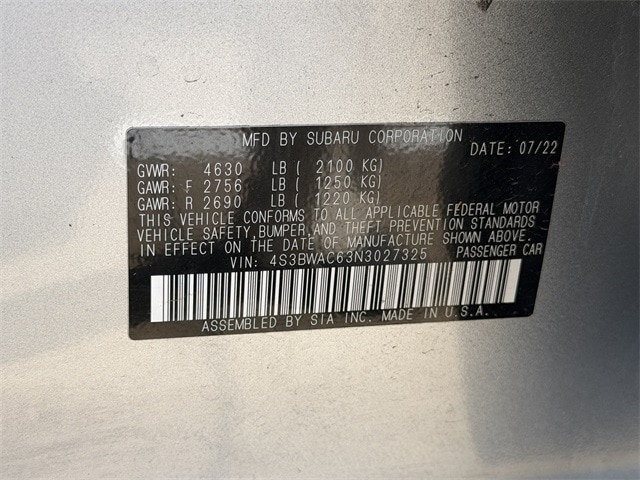 MFD BY SUBARU CORPORATION DATE: 07/22
GVWR: 4630 LB ( 2100 KG)
GAWR: F 2756 LB ( 1250 KG)
GAWR: R 2690 LB ( 1220 KG)
THIS VEHICLE CONFORMS TO ALL APPLICABLE FEDERAL MOTOR
VEHICLE SAFETY,BUMPER,AND THEFT PREVENTION STANDARDS
IN EFFECT ON THE DATE OF MANUFACTURE SHOWN ABOVE.
VIN: 4S3BWAC63N3027325 PASSENGER CAR
ASSEMBLED BY SIA INC. MADE IN U.S.A.